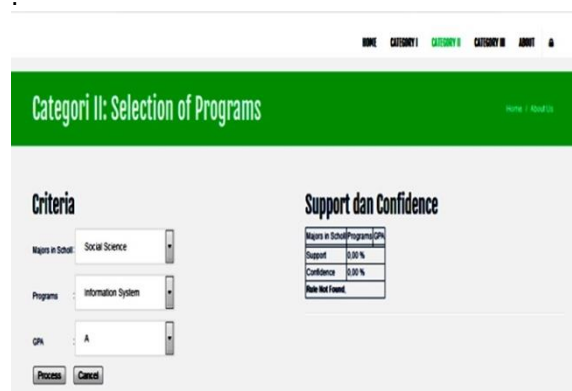 .
HOME CATEGORY I CATEGORY II CATEGORY III ABOUT
Categori II: Selection of Programs
Home / About Us
Criteria
Majors in Scholl: Social Science
Programs : Information System
GPA : A
Process Cancel
Support dan Confidence
Majors in Scholl Programs GPA
Support 0,00 %
Confidence 0,00 %
Rule Not Found.